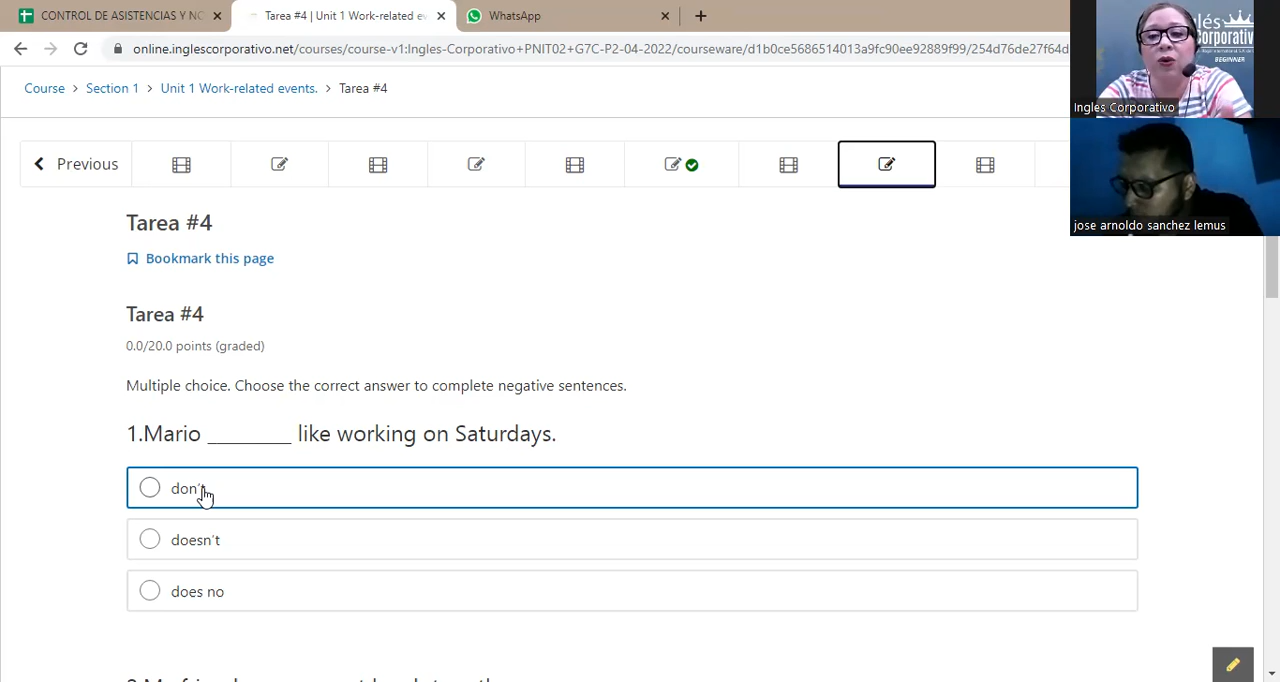 CONTROL DE ASISTENCIAS Y NO
Tarea #4 | Unit 1 Work-related ev
WhatsApp
online.inglescorporativo.net/courses/course-v1:Ingles-Corporativo+PNIT02+G7C-P2-04-2022/courseware/d1b0ce5686514013a9fc90ee92889f99/254d76de27f64d
Course > Section 1 > Unit 1 Work-related events. > Tarea #4
Previous
Tarea #4
Bookmark this page
Tarea #4
0.0/20.0 points (graded)
Multiple choice. Choose the correct answer to complete negative sentences.
1.Mario ________ like working on Saturdays.
don't
doesn't
does no
BEGINNER
Ingles Corporativo
jose arnoldo sanchez lemus